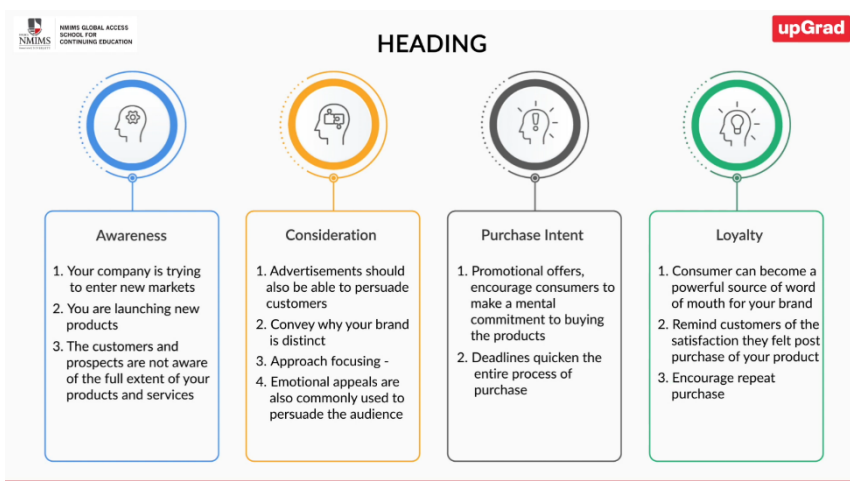 NMIMS
NMIMS GLOBAL ACCESS
SCHOOL FOR
CONTINUING EDUCATION
upGrad
HEADING
Awareness
1. Your company is trying
to enter new markets
2. You are launching new
products
3. The customers and
prospects are not aware
of the full extent of your
products and services
Consideration
1. Advertisements should
also be able to persuade
customers
2. Convey why your brand
is distinct
3. Approach focusing -
4. Emotional appeals are
also commonly used to
persuade the audience
Purchase Intent
1. Promotional offers,
encourage consumers to
make a mental
commitment to buying
the products
2. Deadlines quicken the
entire process of
purchase
Loyalty
1. Consumer can become a
powerful source of word
of mouth for your brand
2. Remind customers of the
satisfaction they felt post
purchase of your product
3. Encourage repeat
purchase